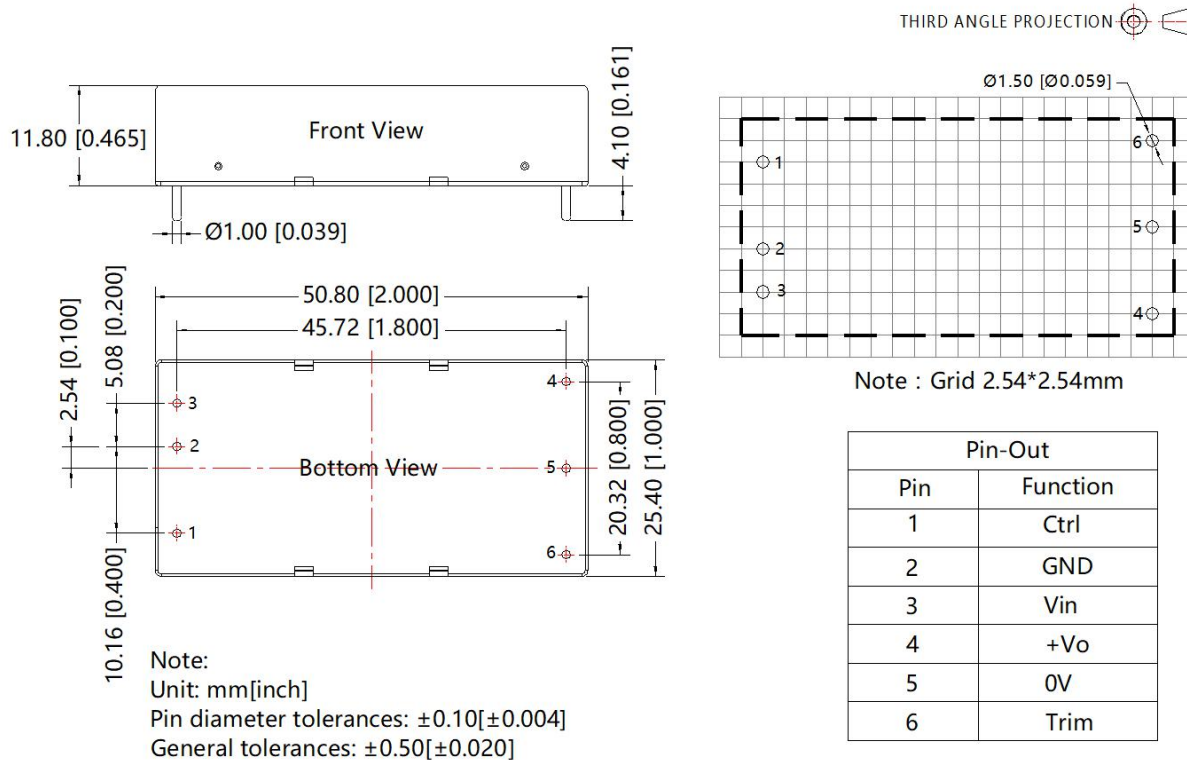 THIRD ANGLE PROJECTION
11.80 [0.465]
Front View
4.10 [0.161]
Ø1.00 [0.039]
Ø1.50 [Ø0.059]
1
2
3
6
5
4
Note : Grid 2.54*2.54mm
50.80 [2.000]
45.72 [1.800]
2.54 [0.100]
5.08 [0.200]
10.16 [0.400]
3
2
1
Bottom View
4
5
6
20.32 [0.800]
25.40 [1.000]
Note:
Unit: mm[inch]
Pin diameter tolerances: ±0.10[±0.004]
General tolerances: ±0.50[±0.020]
Pin-Out
Pin Function
1 Ctrl
2 GND
3 Vin
4 +Vo
5 0V
6 Trim